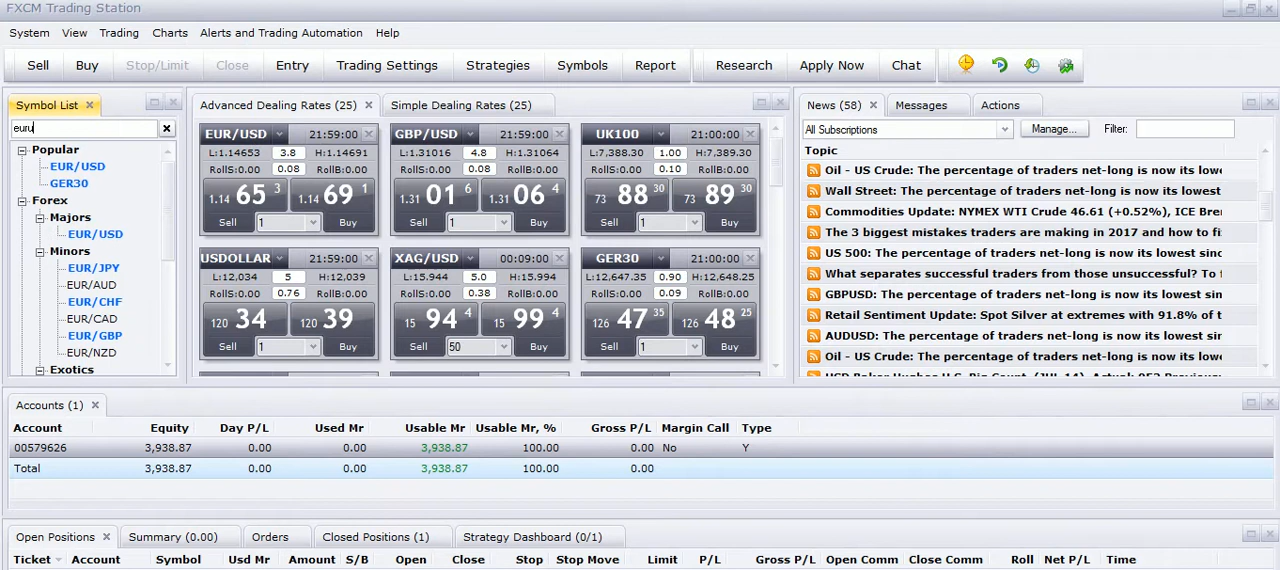 FXCM Trading Station
System View Trading Charts Alerts and Trading Automation Help
Sell Buy Stop/Limit Close Entry Trading Settings Strategies Symbols Report Research Apply Now Chat
Symbol List
euru
Popular
EUR/USD
GER30
Forex
Majors
EUR/USD
Minors
EUR/JPY
EUR/AUD
EUR/CHF
EUR/CAD
EUR/GBP
EUR/NZD
Exotics
Advanced Dealing Rates (25) Simple Dealing Rates (25)
EUR/USD 21:59:00
L:1.14653 3.8 H:1.14691
RollS:0.00 0.08 RollB:0.00
1.14 65 3 1.14 69 1
Sell 1 Buy
GBP/USD 21:59:00
L:1.31016 4.8 H:1.31064
RollS:0.00 0.08 RollB:0.00
1.31 01 6 1.31 06 4
Sell 1 Buy
UK100 21:00:00
L:7,388.30 1.00 H:7,389.30
RollS:0.00 0.10 RollB:0.00
73 88 30 73 89 30
Sell 1 Buy
USDOLLAR 21:59:00
L:12,034 5 H:12,039
RollS:0.00 0.76 RollB:0.00
120 34 120 39
Sell 1 Buy
XAG/USD 00:09:00
L:15.944 5.0 H:15.994
RollS:0.00 0.38 RollB:0.00
15 94 4 15 99 4
Sell 50 Buy
GER30 21:00:00
L:12,647.35 0.90 H:12,648.25
RollS:0.00 0.09 RollB:0.00
126 47 35 126 48 25
Sell 1 Buy
News (58) Messages Actions
All Subscriptions Manage... Filter:
Topic
Oil - US Crude: The percentage of traders net-long is now its lowe
Wall Street: The percentage of traders net-long is now its lowest
Commodities Update: NYMEX WTI Crude 46.61 (+0.52%), ICE Bre
The 3 biggest mistakes traders are making in 2017 and how to fi
US 500: The percentage of traders net-long is now its lowest sinc
What separates successful traders from those unsuccessful? To f
GBPUSD: The percentage of traders net-long is now its lowest sin
Retail Sentiment Update: Spot Silver at extremes with 91.8% of t
AUDUSD: The percentage of traders net-long is now its lowest sin
Oil - US Crude: The percentage of traders net-long is now its lowe
Accounts (1)
Account Equity Day P/L Used Mr Usable Mr Usable Mr, % Gross P/L Margin Call Type
00579626 3,938.87 0.00 0.00 3,938.87 100.00 0.00 No Y
Total 3,938.87 0.00 0.00 3,938.87 100.00 0.00
Open Positions Summary (0.00) Orders Closed Positions (1) Strategy Dashboard (0/1)
Ticket Account Symbol Usd Mr Amount S/B Open Close Stop Stop Move Limit P/L Gross P/L Open Comm Close Comm Roll Net P/L Time